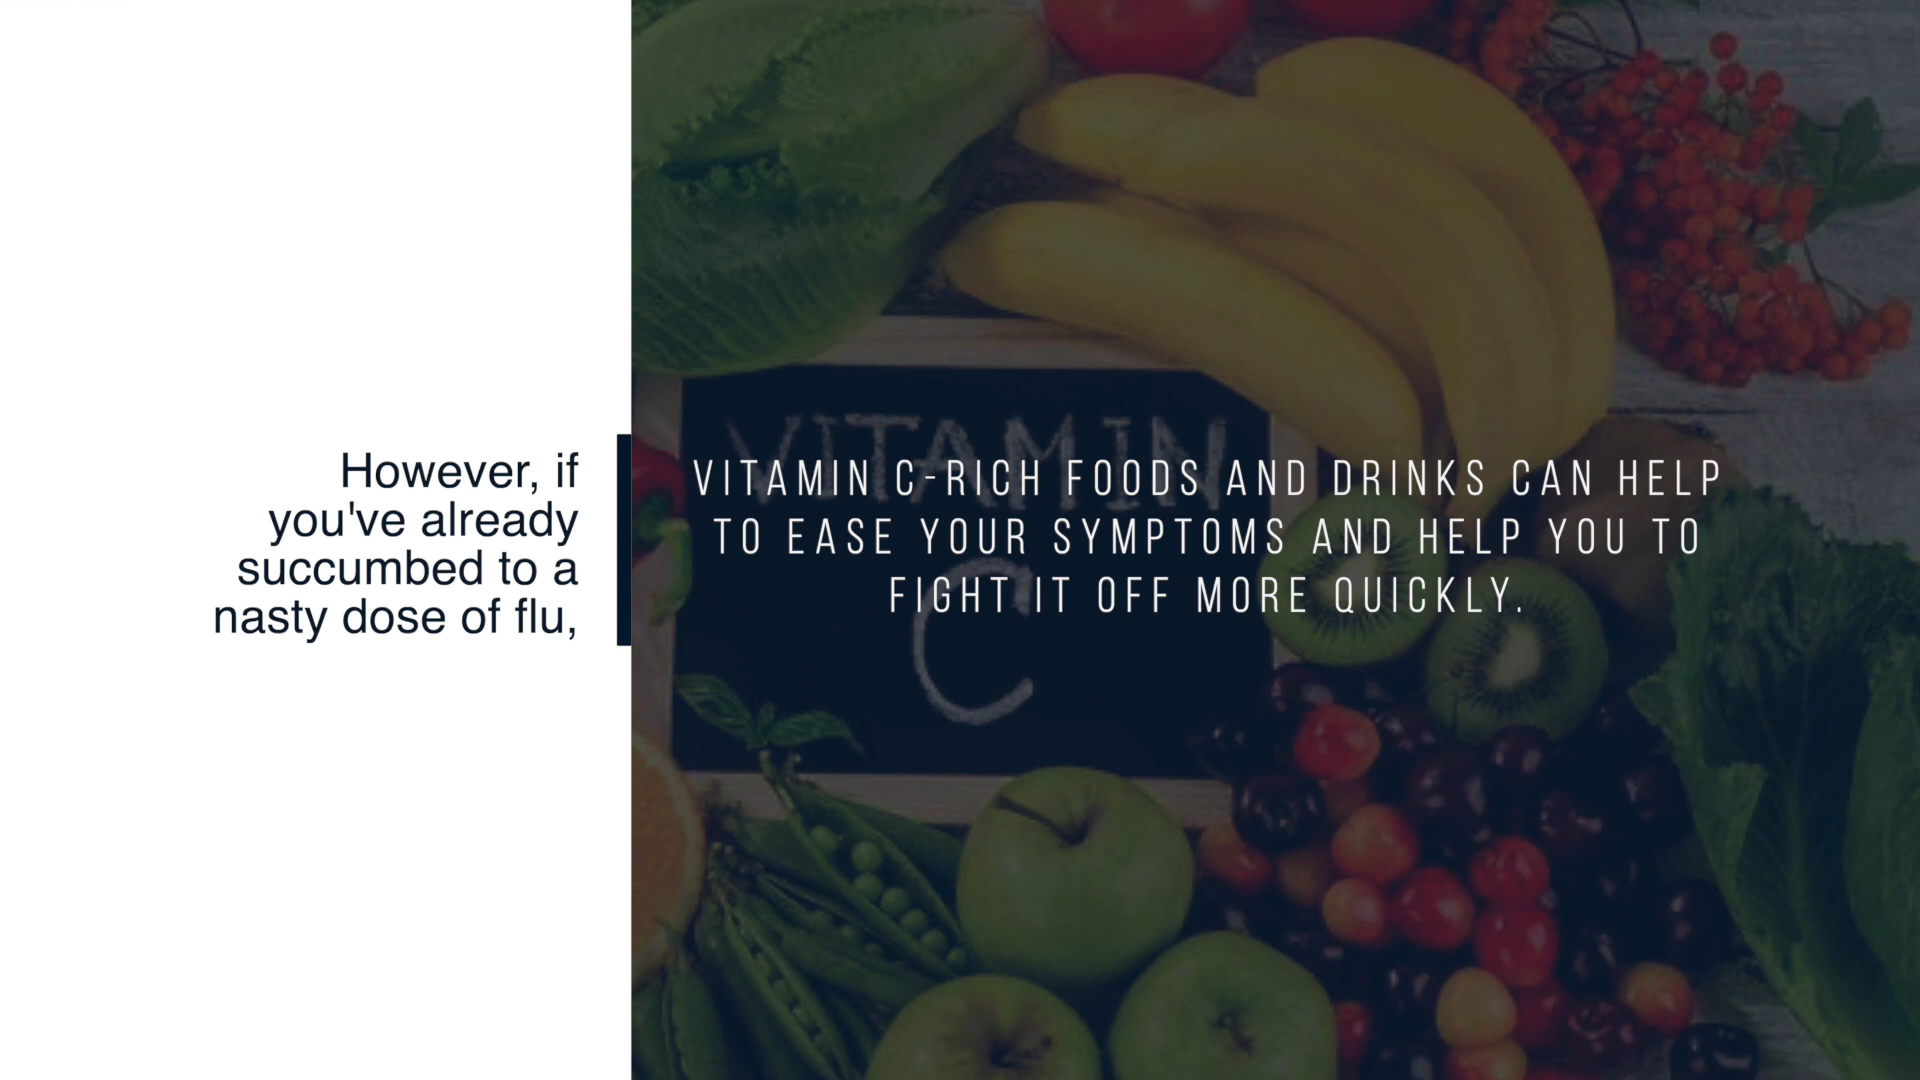 However, if
you've already
succumbed to a
nasty dose of flu,
VITAMIN C-RICH FOODS AND DRINKS CAN HELP
TO EASE YOUR SYMPTOMS AND HELP YOU TO
FIGHT IT OFF MORE QUICKLY.
VITAMIN
C